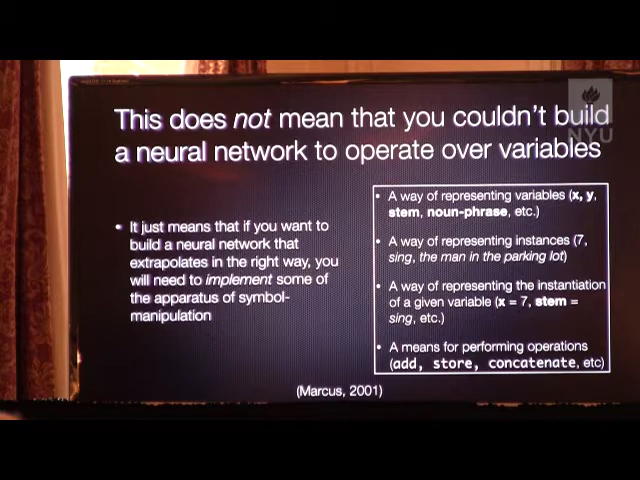 This does not mean that you couldn't build
a neural network to operate over variables
NYU
• It just means that if you want to
build a neural network that
extrapolates in the right way, you
will need to implement some of
the apparatus of symbol-
manipulation
• A way of representing variables (x, y,
stem, noun-phrase, etc.)
• A way of representing instances (7,
sing, the man in the parking lot)
• A way of representing the instantiation
of a given variable (x = 7, stem =
sing, etc.)
• A means for performing operations
(add, store, concatenate, etc)
(Marcus, 2001)